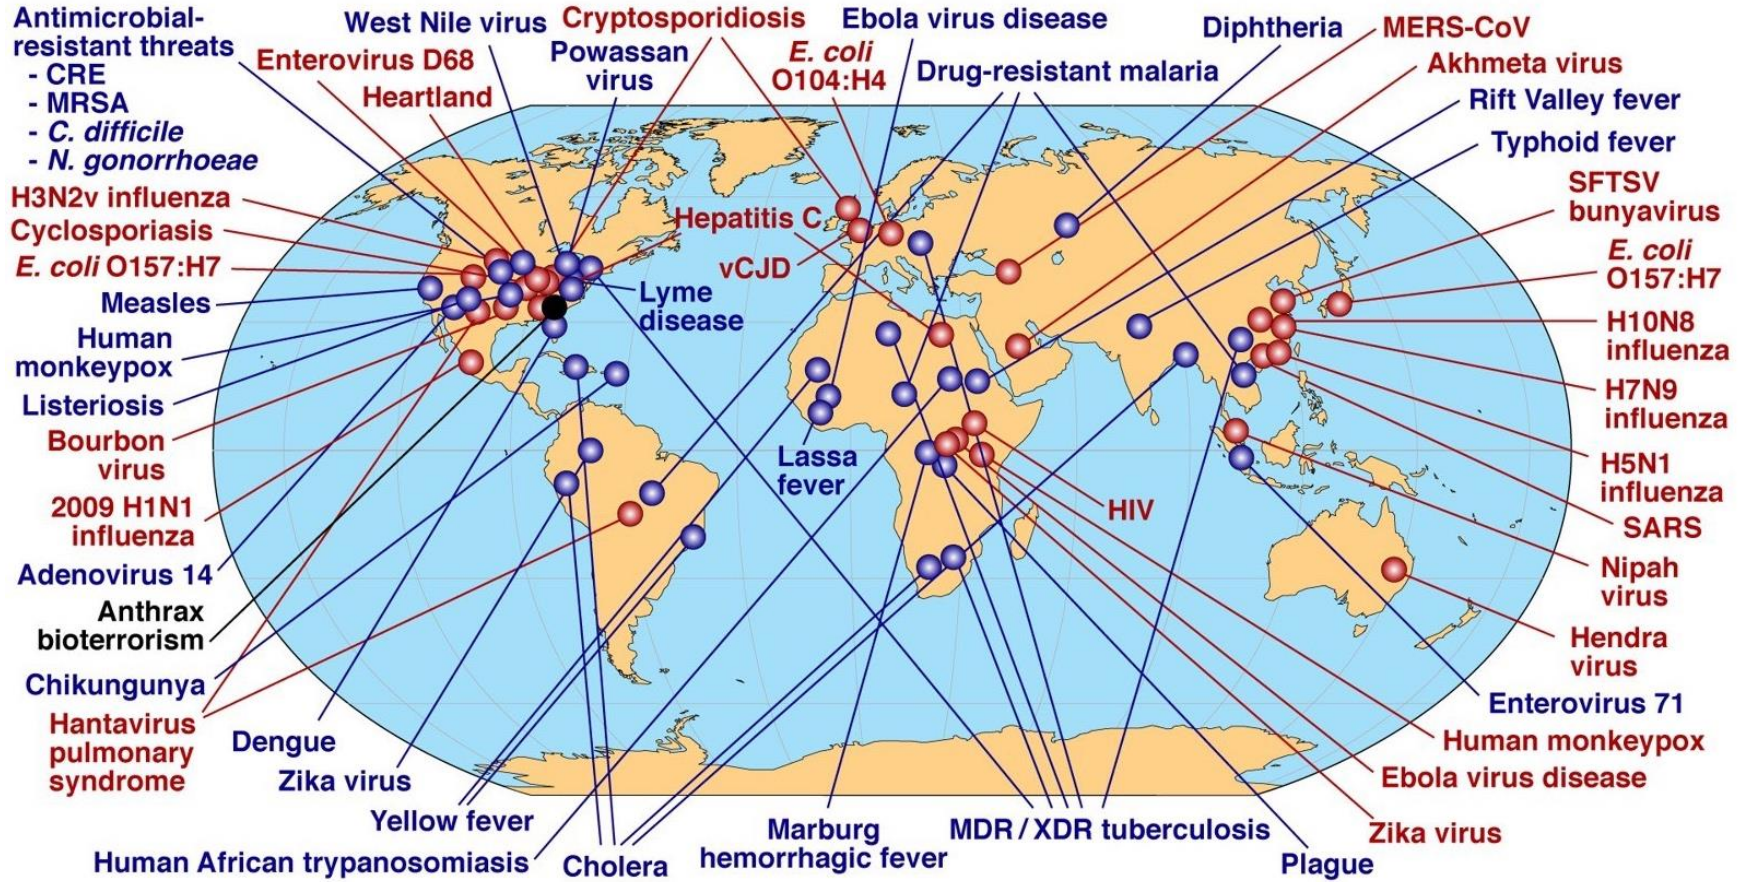 Antimicrobial-
resistant threats
- CRE
- MRSA
- C. difficile
- N. gonorrhoeae
West Nile virus
Enterovirus D68
Heartland
Cryptosporidiosis
Powassan
virus
E. coli
O104:H4
Ebola virus disease
Drug-resistant malaria
Diphtheria
MERS-CoV
Akhmeta virus
Rift Valley fever
Typhoid fever
SFTSV
bunyavirus
E. coli
O157:H7
H10N8
influenza
H7N9
influenza
H5N1
influenza
SARS
Nipah
virus
Hendra
virus
Enterovirus 71
Human monkeypox
Ebola virus disease
Zika virus
Plague
H3N2v influenza
Cyclosporiasis
E. coli O157:H7
Measles
Human
monkeypox
Listeriosis
Bourbon
virus
2009 H1N1
influenza
Adenovirus 14
Anthrax
bioterrorism
Chikungunya
Hantavirus
pulmonary
syndrome
Dengue
Zika virus
Yellow fever
Human African trypanosomiasis
Cholera
Marburg
hemorrhagic fever
MDR / XDR tuberculosis
Hepatitis C
vCJD
Lyme
disease
Lassa
fever
HIV